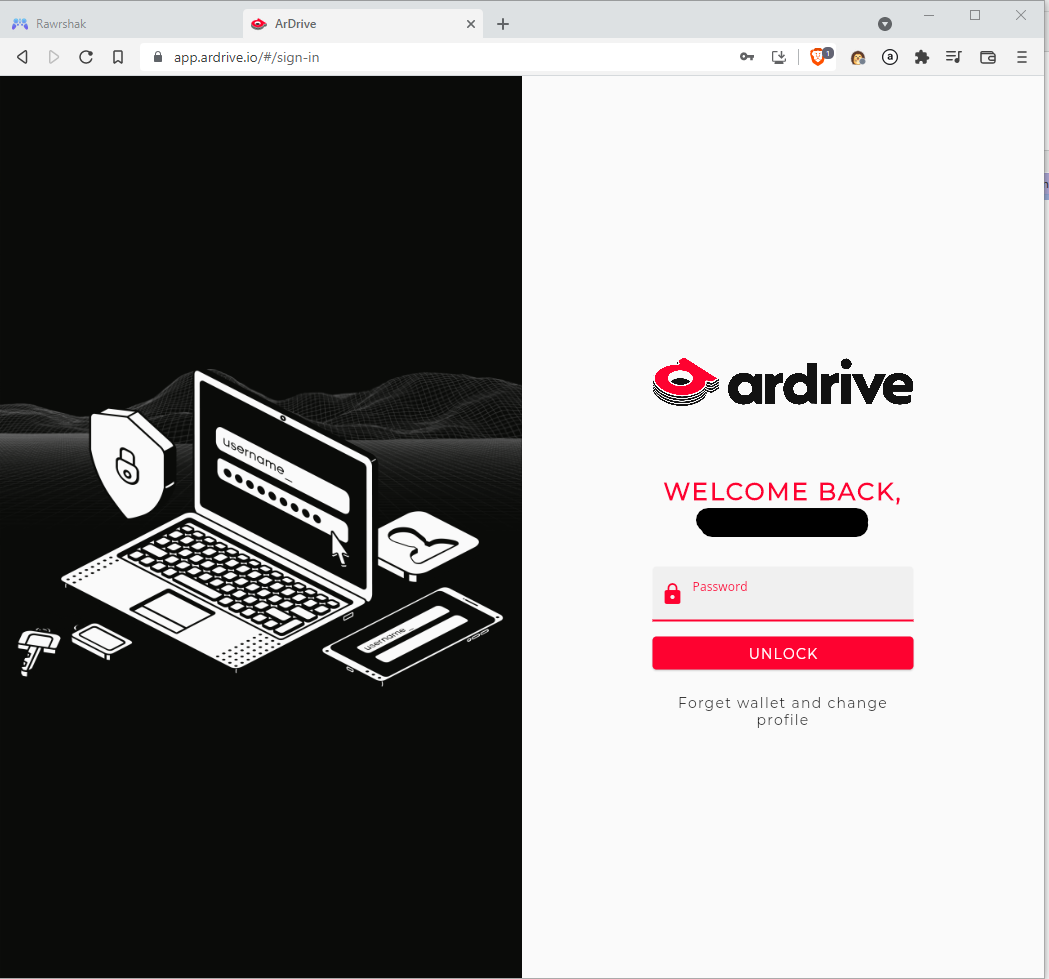 Rawrshak
ArDrive
app.ardrive.io/#/sign-in
1
a
ardrive
username_
WELCOME BACK,
Password
username_
UNLOCK
Forget wallet and change
profile